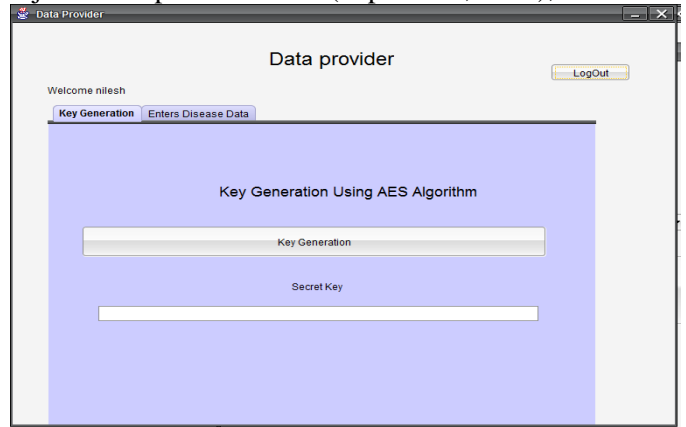 Data Provider
Data provider
LogOut
Welcome nilesh
Key Generation Enters Disease Data
Key Generation Using AES Algorithm
Key Generation
Secret Key